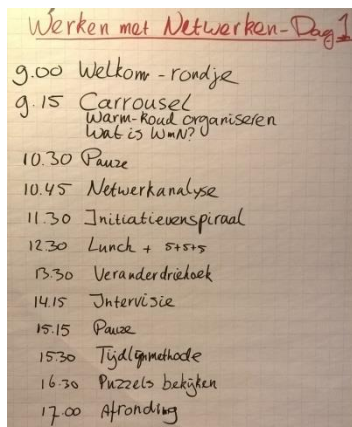 Werken met Netwerken - Dag 1
9.00 Welkom - rondje
9.15 Carrousel
Warm-koud organiseren
Wat is WmN?
10.30 Pauze
10.45 Netwerkanalyse
11.30 Initiatievenspiraal
12.30 Lunch + 5+5+5
13.30 Veranderdriehoek
14.15 Intervisie
15.15 Pauze
15.30 Tijdlijnmethode
16.30 Puzzels bekijken
17.00 Afronding